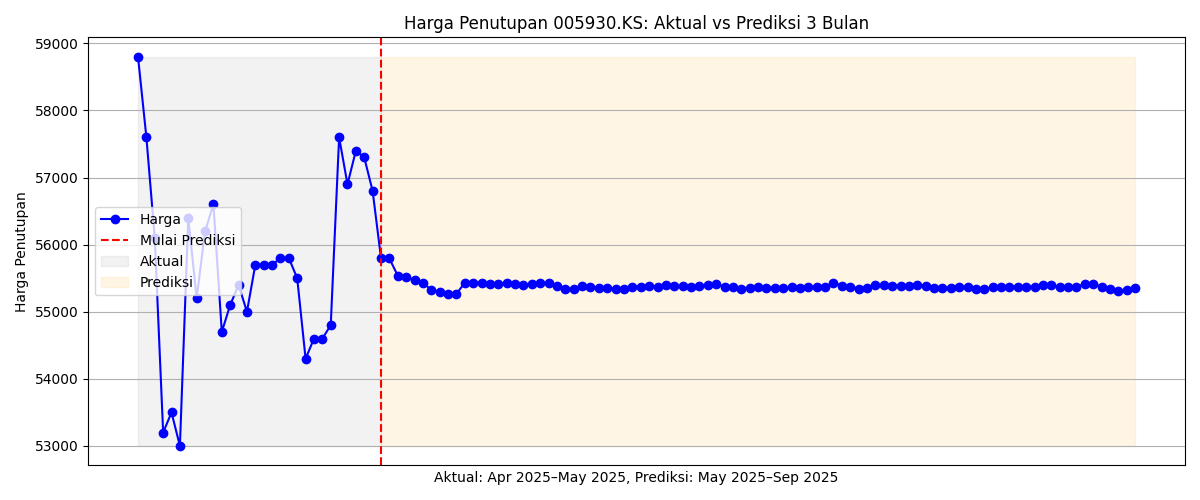 Harga Penutupan 005930.KS: Aktual vs Prediksi 3 Bulan
59000
58000
57000
56000
55000
54000
53000
Harga Penutupan
Harga
Mulai Prediksi
Aktual
Prediksi
Aktual: Apr 2025–May 2025, Prediksi: May 2025–Sep 2025